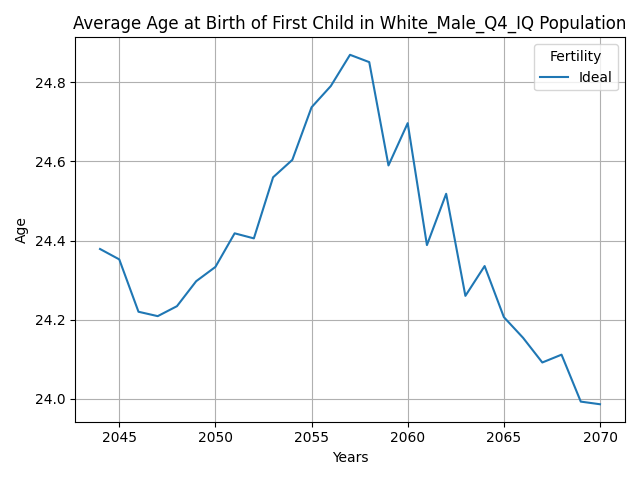 Average Age at Birth of First Child in White_Male_Q4_IQ Population
Fertility
Ideal
24.8
24.6
24.4
24.2
24.0
Age
2045 2050 2055 2060 2065 2070
Years